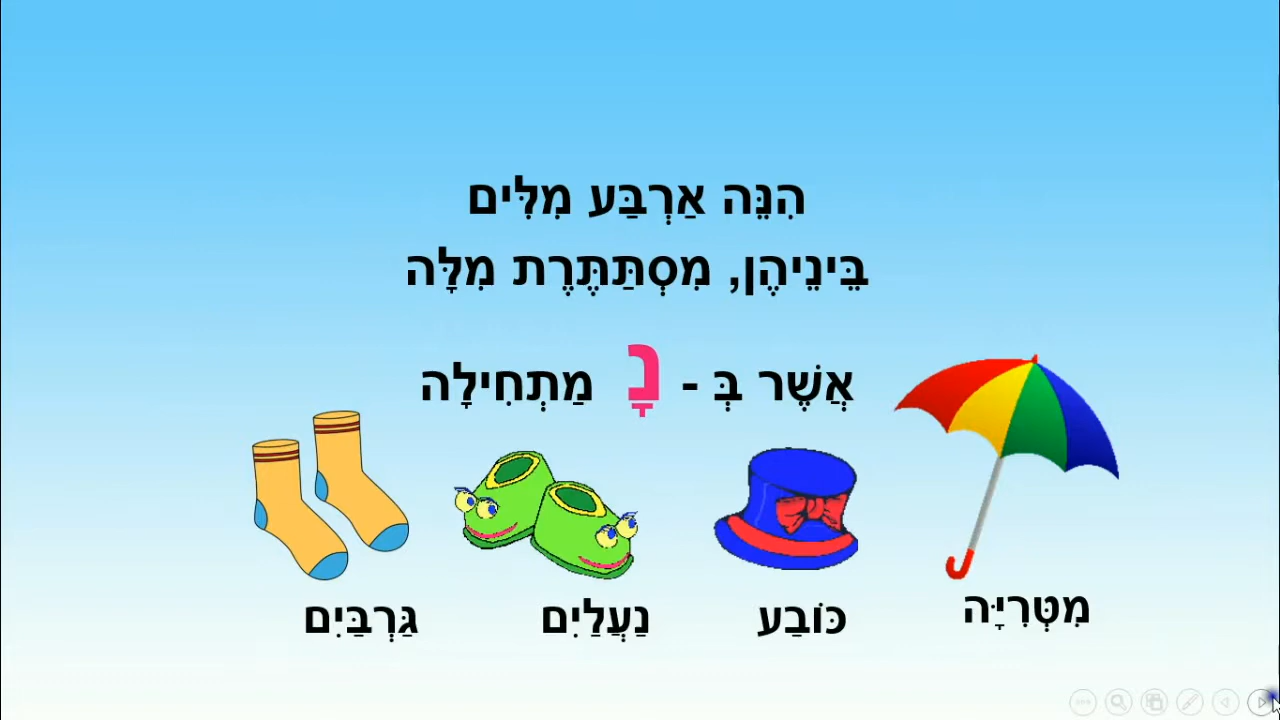 הִנֵּה אַרְבַּע מִלִּים
בֵּינֵיהֶן, מִסְתַּתֶּרֶת מִלָּה
אֲשֶׁר בְּ - נָ מַתְחִילָה
מִטְּרִיָּה
כּוֹבַע
נַעֲלַיִם
גַּרְבַּיִם